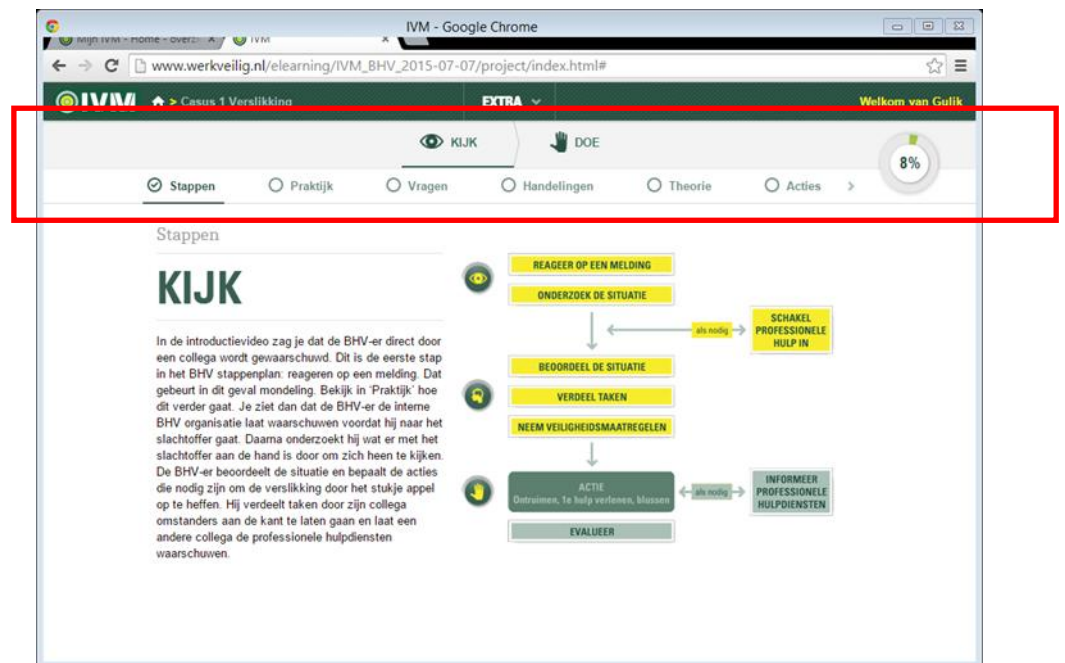 IVM - Google Chrome
Mijn IVM - Home - overzi × IVM ×
www.werkveilig.nl/elearning/IVM_BHV_2015-07-07/project/index.html#
IVM > Casus 1 Verslikking EXTRA Welkom van Gulik
KIJK DOE
8%
Stappen Praktijk Vragen Handelingen Theorie Acties >
Stappen
KIJK
In de introductievideo zag je dat de BHV-er direct door
een collega wordt gewaarschuwd. Dit is de eerste stap
in het BHV stappenplan: reageren op een melding. Dat
gebeurt in dit geval mondeling. Bekijk in 'Praktijk' hoe
dit verder gaat. Je ziet dan dat de BHV-er de interne
BHV organisatie laat waarschuwen voordat hij naar het
slachtoffer gaat. Daarna onderzoekt hij wat er met het
slachtoffer aan de hand is door om zich heen te kijken.
De BHV-er beoordeelt de situatie en bepaalt de acties
die nodig zijn om de verslikking door het stukje appel
op te heffen. Hij verdeelt taken door zijn collega
omstanders aan de kant te laten gaan en laat een
andere collega de professionele hulpdiensten
waarschuwen.
REAGEER OP EEN MELDING
ONDERZOEK DE SITUATIE
als nodig
SCHAKEL
PROFESSIONELE
HULP IN
BEOORDEEL DE SITUATIE
VERDEEL TAKEN
NEEM VEILIGHEIDSMAATREGELEN
ACTIE
Ontruimen, 1e hulp verlenen, blussen
als nodig
INFORMEER
PROFESSIONELE
HULPDIENSTEN
EVALUEER